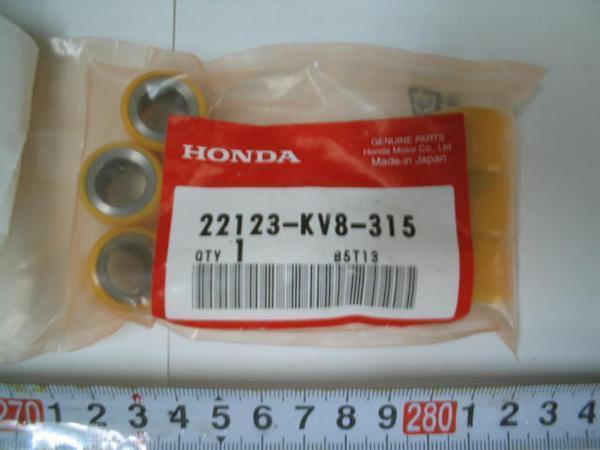 GENUINE PARTS
Honda Motor Co., Ltd.
Made in Japan
HONDA
22123-KV8-315
QTY 1 B5T13
270 1 2 3 4 5 6 7 8 9 280 1 2 3 4